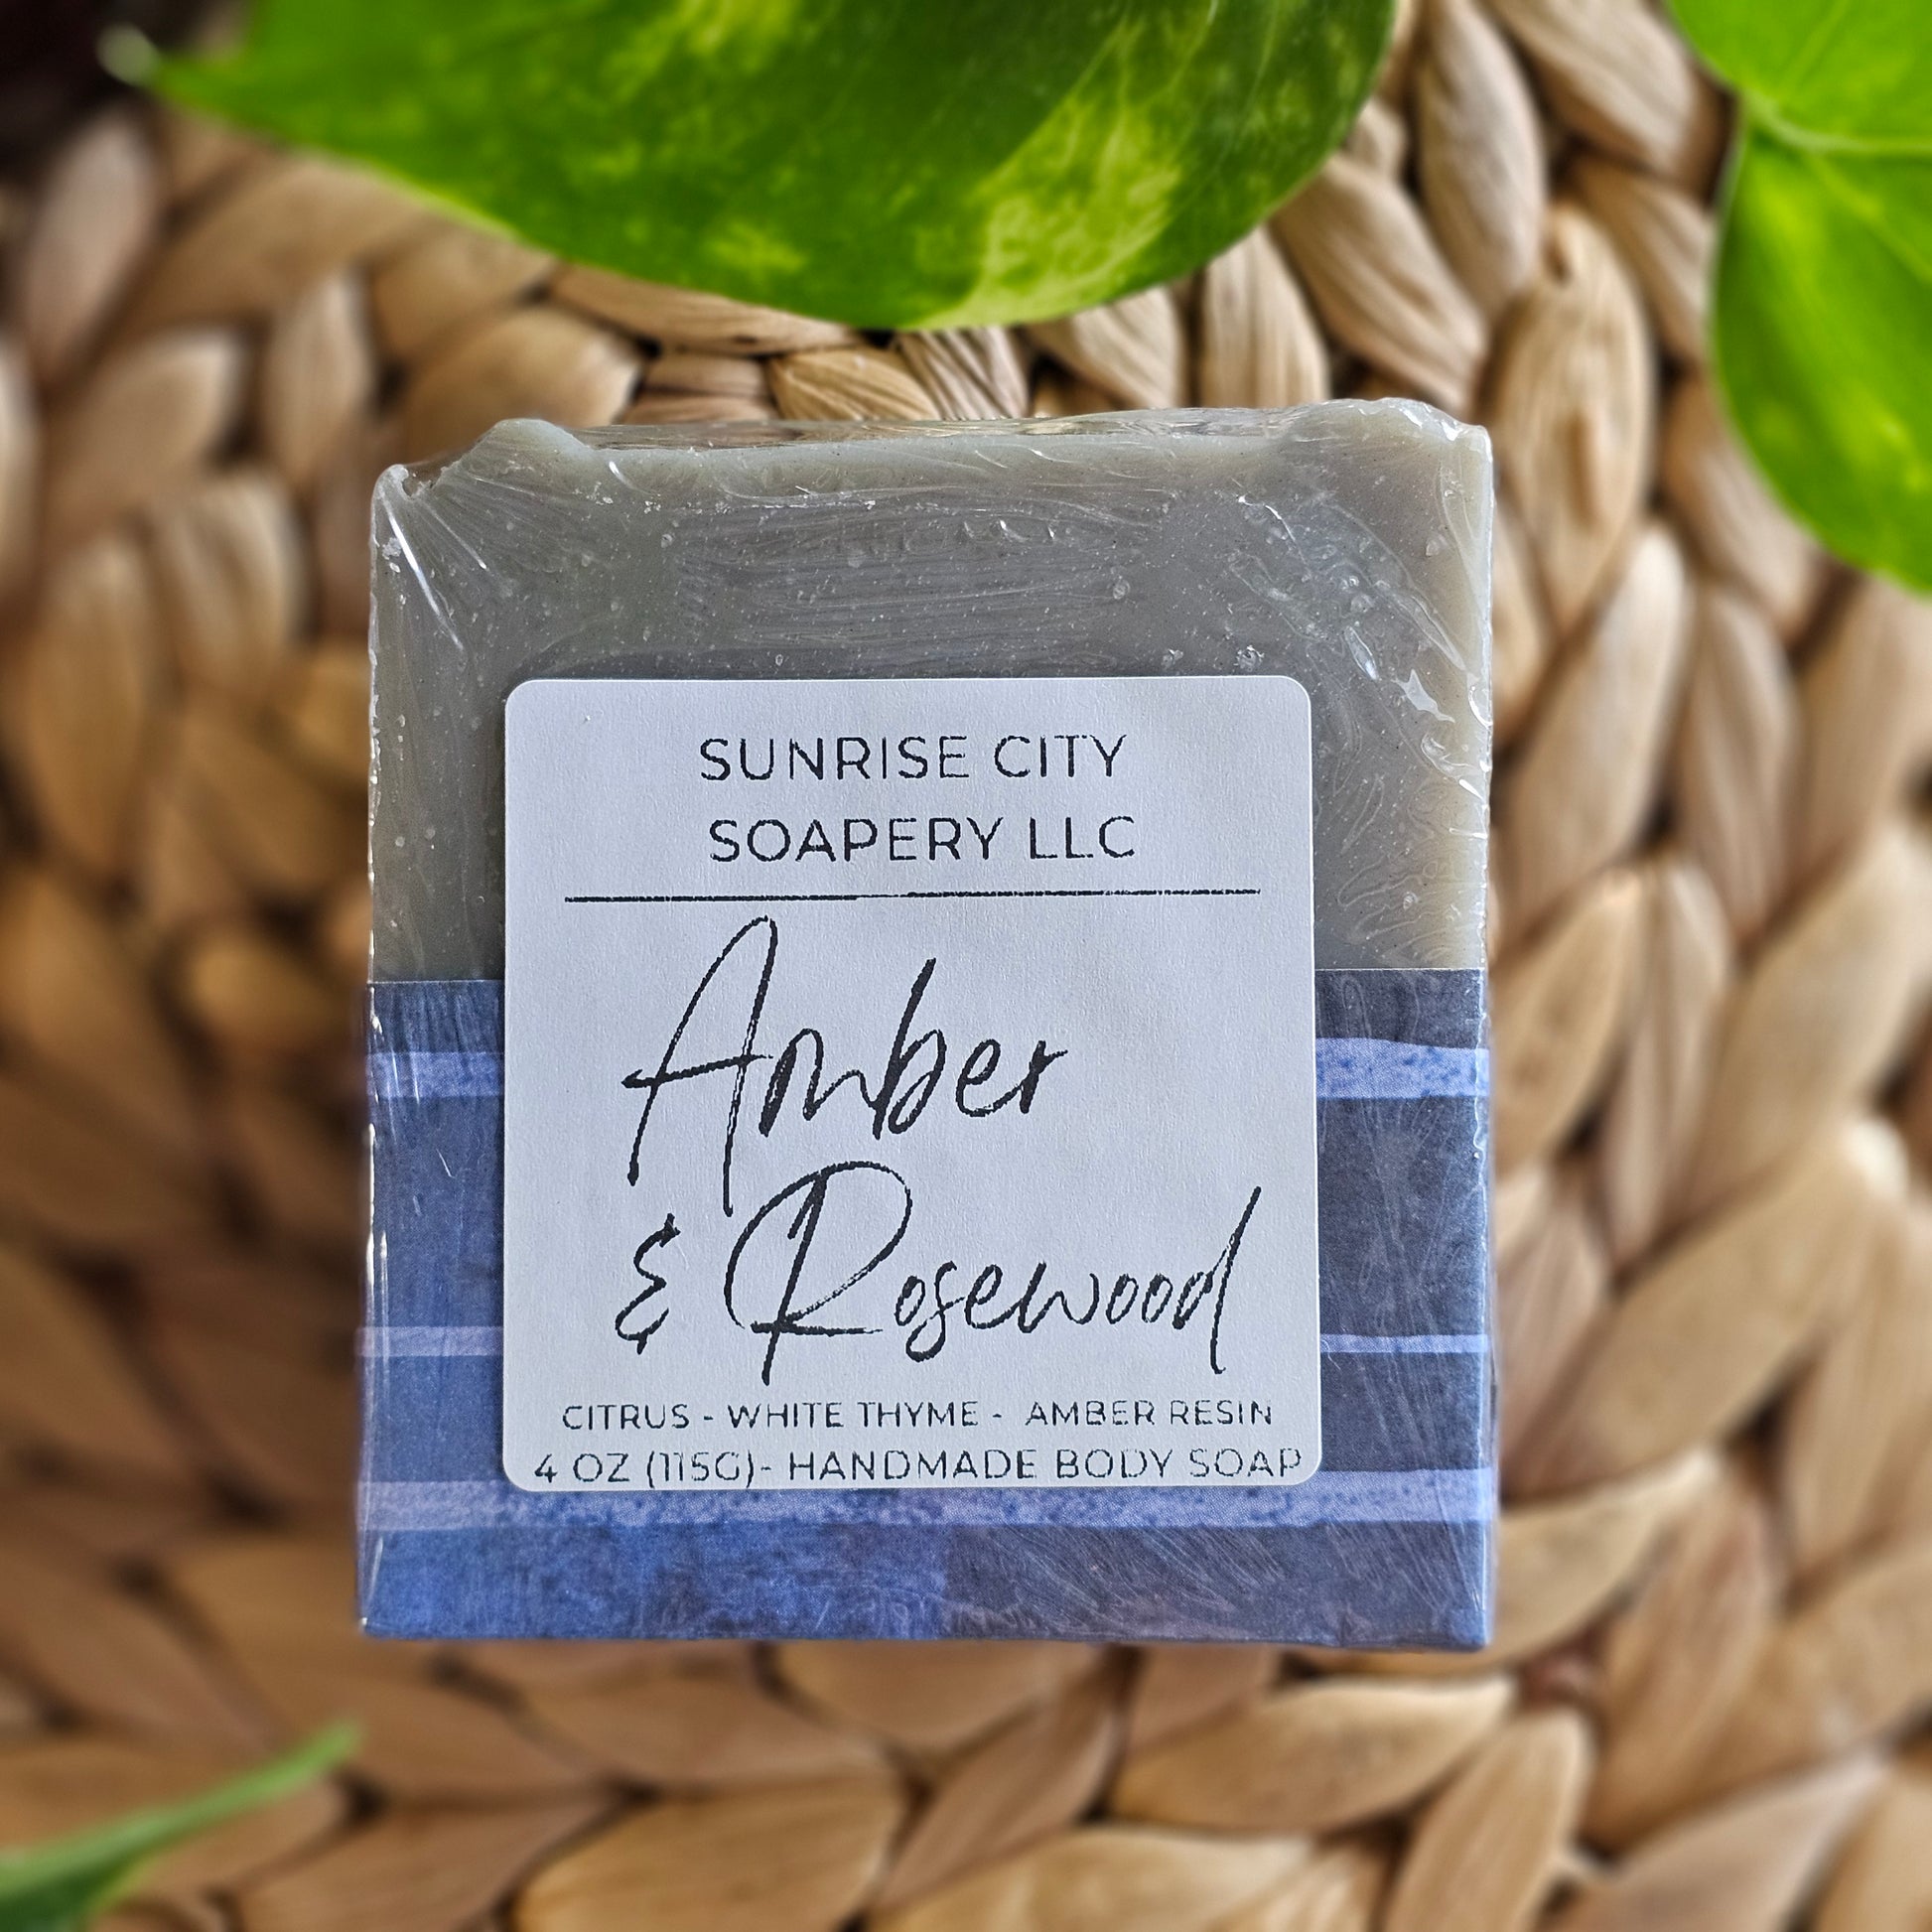 SUNRISE CITY
SOAPERY LLC
Amber
& Rosewood
CITRUS - WHITE THYME - AMBER RESIN
4 OZ (115G)- HANDMADE BODY SOAP